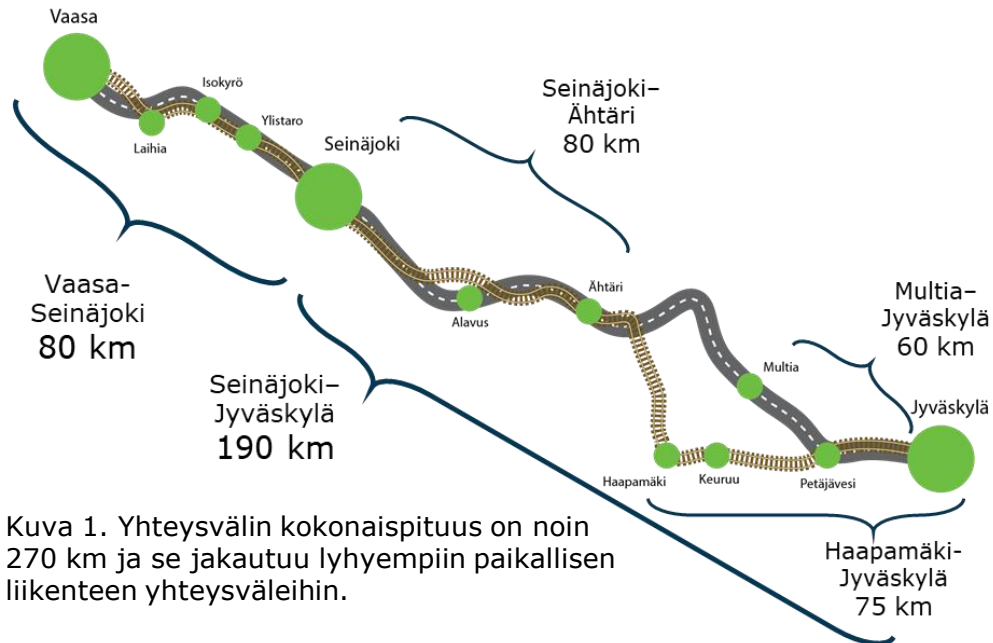 Vaasa
Isokyrö
Ylistaro
Laihia
Seinäjoki
Seinäjoki–
Ähtäri
80 km
Vaasa-
Seinäjoki
80 km
Alavus
Ähtäri
Multia–
Jyväskylä
60 km
Multia
Seinäjoki–
Jyväskylä
190 km
Jyväskylä
Haapamäki
Keuruu
Petäjävesi
Haapamäki-
Jyväskylä
75 km
Kuva 1. Yhteysvälin kokonaispituus on noin
270 km ja se jakautuu lyhyempiin paikallisen
liikenteen yhteysväleihin.